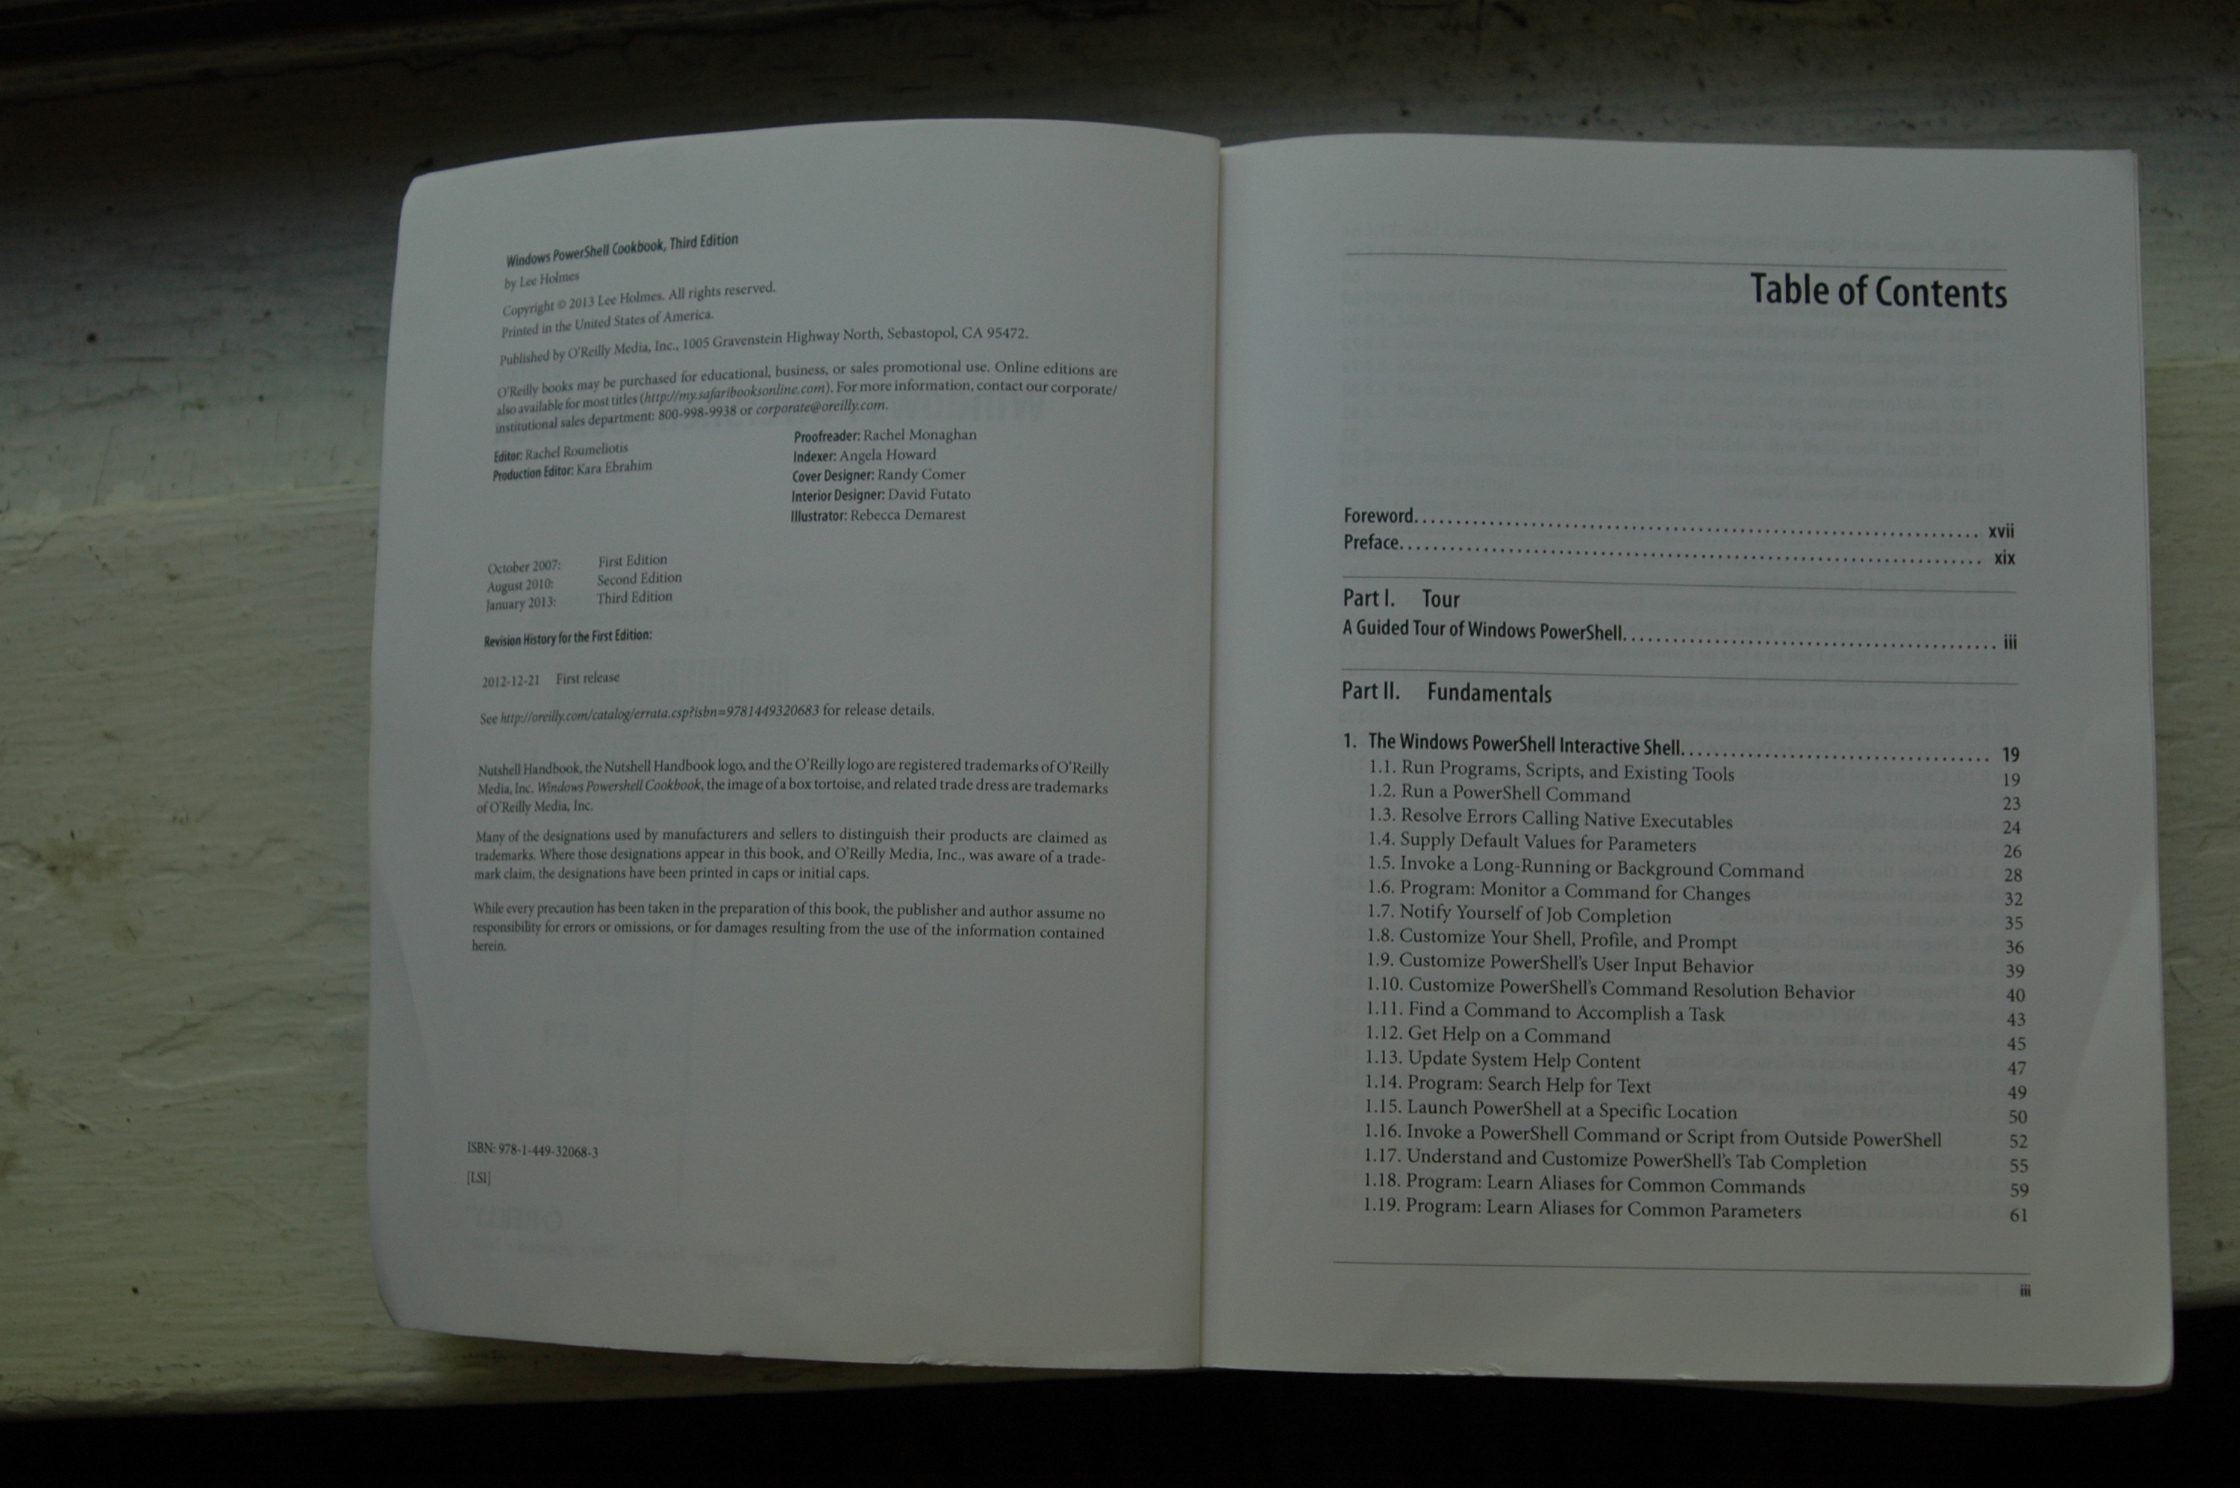 Windows PowerShell Cookbook, Third Edition
by Lee Holmes
Copyright © 2013 Lee Holmes. All rights reserved.
Printed in the United States of America.
Published by O'Reilly Media, Inc., 1005 Gravenstein Highway North, Sebastopol, CA 95472.
O'Reilly books may be purchased for educational, business, or sales promotional use. Online editions are
also available for most titles (http://my.safaribooksonline.com). For more information, contact our corporate/
institutional sales department: 800-998-9938 or corporate@oreilly.com.
Editor: Rachel Roumeliotis
Production Editor: Kara Ebrahim
Proofreader: Rachel Monaghan
Indexer: Angela Howard
Cover Designer: Randy Comer
Interior Designer: David Futato
Illustrator: Rebecca Demarest
October 2007: First Edition
August 2010: Second Edition
January 2013: Third Edition
Revision History for the First Edition:
2012-12-21 First release
See http://oreilly.com/catalog/errata.csp?isbn=9781449320683 for release details.
Nutshell Handbook, the Nutshell Handbook logo, and the O'Reilly logo are registered trademarks of O'Reilly
Media, Inc. Windows Powershell Cookbook, the image of a box tortoise, and related trade dress are trademarks
of O'Reilly Media, Inc.
Many of the designations used by manufacturers and sellers to distinguish their products are claimed as
trademarks. Where those designations appear in this book, and O'Reilly Media, Inc., was aware of a trade-
mark claim, the designations have been printed in caps or initial caps.
While every precaution has been taken in the preparation of this book, the publisher and author assume no
responsibility for errors or omissions, or for damages resulting from the use of the information contained
herein.
ISBN: 978-1-449-32068-3
[LSI]
Table of Contents
Foreword. . . . . . . . . . . . . . . . . . . . xvii
Preface. . . . . . . . . . . . . . . . . . . . xix
Part I. Tour
A Guided Tour of Windows PowerShell. . . . . . . . . . . . . . . . . . . . iii
Part II. Fundamentals
1. The Windows PowerShell Interactive Shell. . . . . . . . . . . . . . . . . . . . 19
1.1. Run Programs, Scripts, and Existing Tools 19
1.2. Run a PowerShell Command 23
1.3. Resolve Errors Calling Native Executables 24
1.4. Supply Default Values for Parameters 26
1.5. Invoke a Long-Running or Background Command 28
1.6. Program: Monitor a Command for Changes 32
1.7. Notify Yourself of Job Completion 35
1.8. Customize Your Shell, Profile, and Prompt 36
1.9. Customize PowerShell's User Input Behavior 39
1.10. Customize PowerShell's Command Resolution Behavior 40
1.11. Find a Command to Accomplish a Task 43
1.12. Get Help on a Command 45
1.13. Update System Help Content 47
1.14. Program: Search Help for Text 49
1.15. Launch PowerShell at a Specific Location 50
1.16. Invoke a PowerShell Command or Script from Outside PowerShell 52
1.17. Understand and Customize PowerShell's Tab Completion 55
1.18. Program: Learn Aliases for Common Commands 59
1.19. Program: Learn Aliases for Common Parameters 61
iii